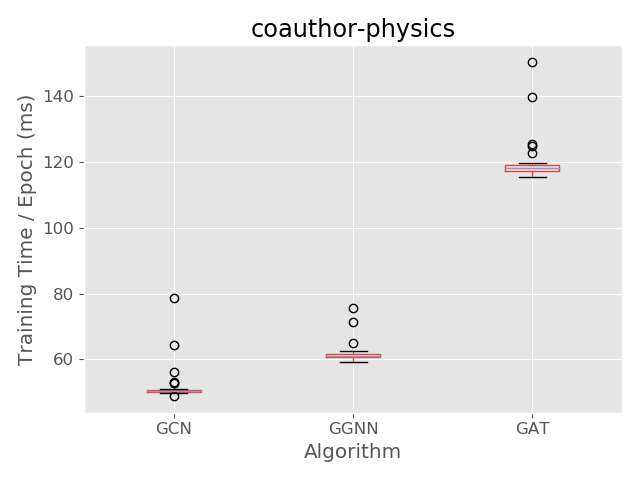 coauthor-physics
Training Time / Epoch (ms)
140
120
100
80
60
GCN
GGNN
GAT
Algorithm